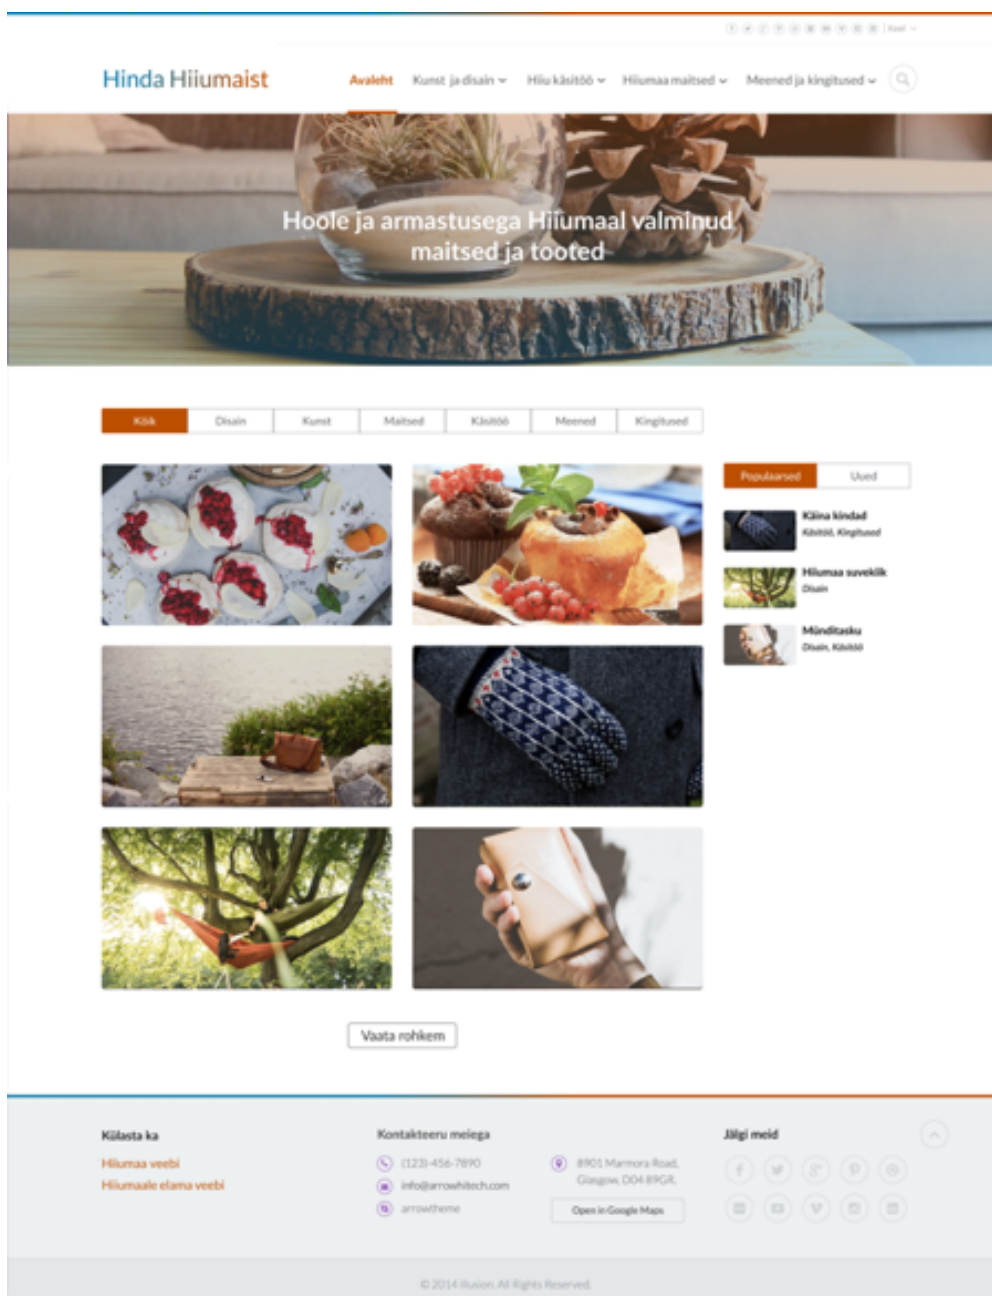 Keel
Hinda Hiiumaist
Avaleht
Kunst ja disain
Hiiu käsitöö
Hiiumaa maitsed
Meened ja kingitused
Hoole ja armastusega Hiiumaal valminud
maitsed ja tooted
Kõik
Disain
Kunst
Maitsed
Käsitöö
Meened
Kingitused
Populaarsed
Uued
Käina kindad
Käsitöö, Kingitused
Hiiumaa suvekiik
Disain
Münditasku
Disain, Käsitöö
Vaata rohkem
Külasta ka
Hiiumaa veebi
Hiiumaale elama veebi
Kontakteeru meiega
(123)-456-7890
info@arrowhitech.com
arrowtheme
8901 Marmora Road,
Glasgow, D04 89GR.
Open in Google Maps
Jälgi meid
© 2014 Illusion. All Rights Reserved.